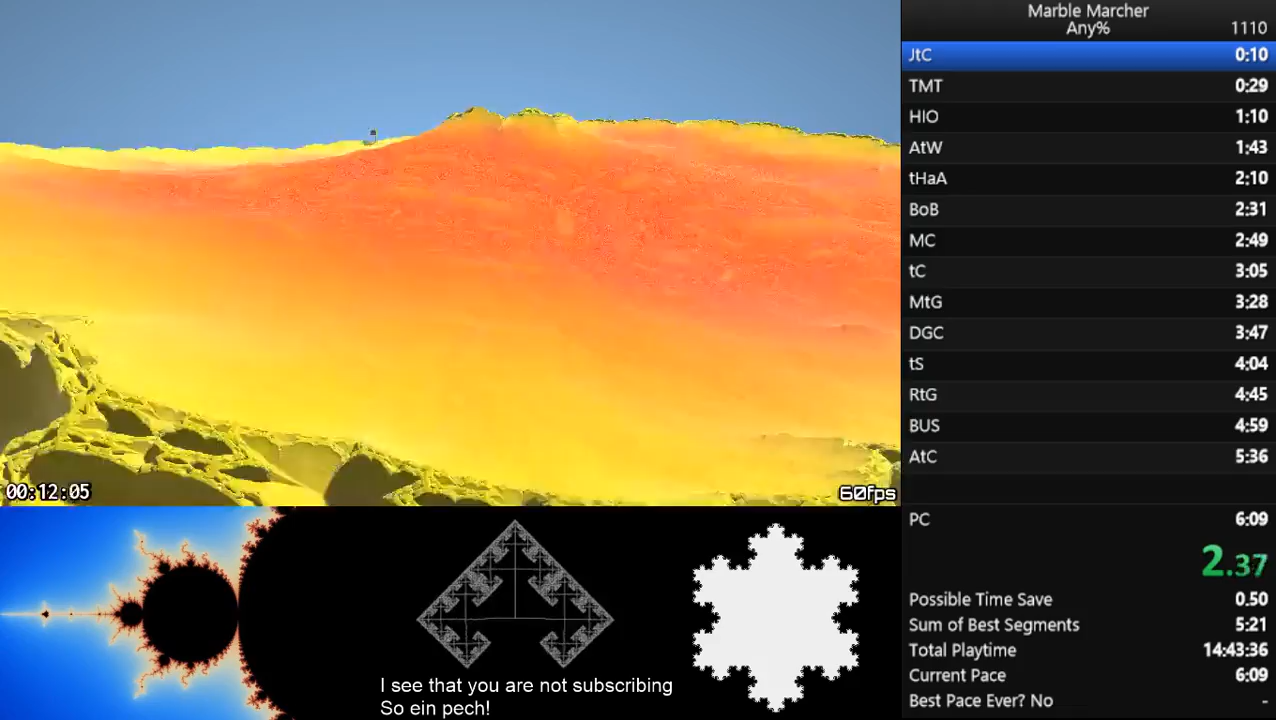 Marble Marcher
Any% 1110
JtC 0:10
TMT 0:29
HIO 1:10
AtW 1:43
tHaA 2:10
BoB 2:31
MC 2:49
tC 3:05
MtG 3:28
DGC 3:47
tS 4:04
RtG 4:45
BUS 4:59
AtC 5:36
PC 6:09
2.37
Possible Time Save 0.50
Sum of Best Segments 5:21
Total Playtime 14:43:36
Current Pace 6:09
Best Pace Ever? No -
00:12:05 60fps
I see that you are not subscribing
So ein pech!